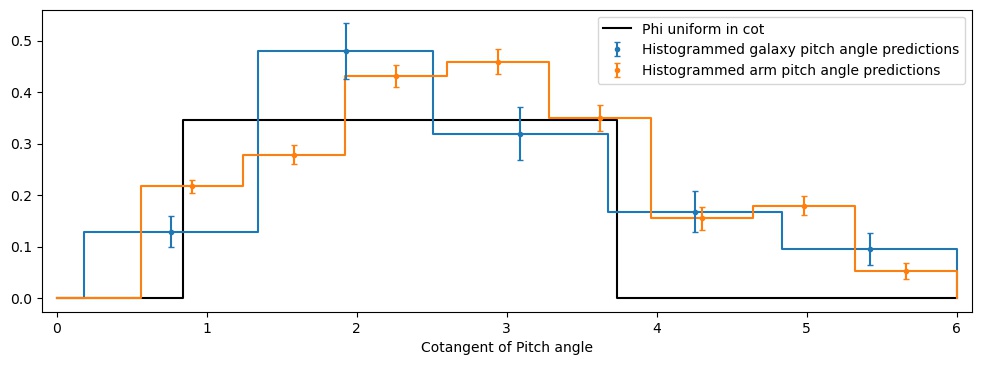 Phi uniform in cot
Histogrammed galaxy pitch angle predictions
Histogrammed arm pitch angle predictions
0.5
0.4
0.3
0.2
0.1
0.0
0 1 2 3 4 5 6
Cotangent of Pitch angle